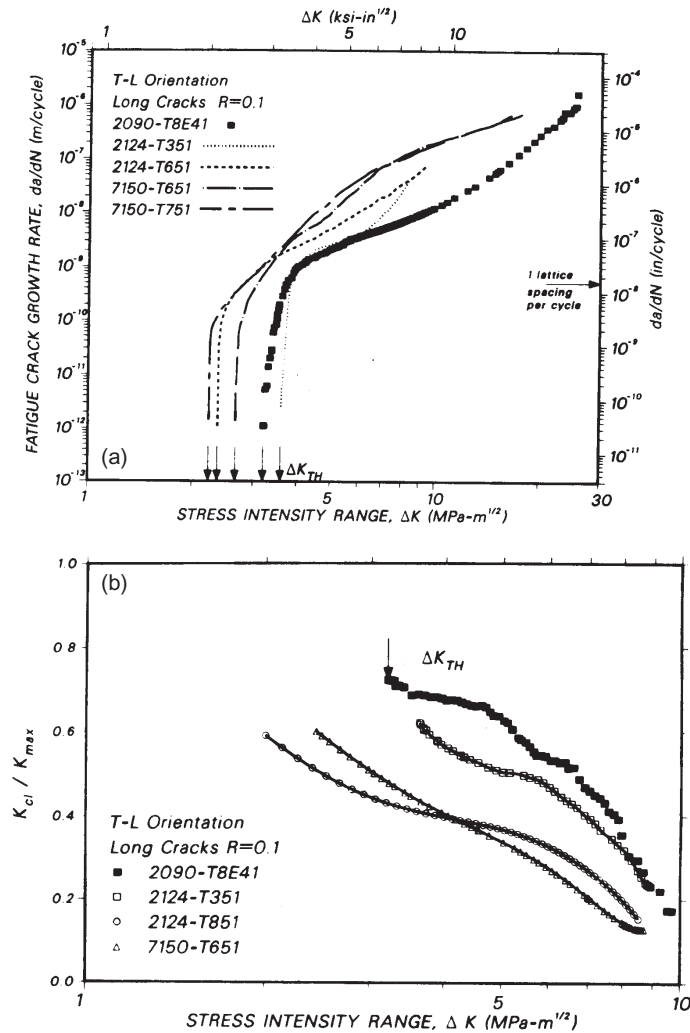 ΔK (ksi-in^1/2)
1 5 10
10^-5
10^-6
10^-7
10^-8
10^-9
10^-10
10^-11
10^-12
10^-13
FATIGUE CRACK GROWTH RATE, da/dN (m/cycle)
T-L Orientation
Long Cracks R=0.1
2090-T8E41
2124-T351
2124-T651
7150-T651
7150-T751
10^-4
10^-5
10^-6
10^-7
10^-8
10^-9
10^-10
10^-11
da/dN (in/cycle)
1 lattice
spacing
per cycle
(a)
ΔK_TH
1 5 10 30
STRESS INTENSITY RANGE, ΔK (MPa-m^1/2)
(b)
1.0
0.8
0.6
0.4
0.2
0.0
K_cl / K_max
ΔK_TH
T-L Orientation
Long Cracks R=0.1
2090-T8E41
2124-T351
2124-T851
7150-T651
1 5 10
STRESS INTENSITY RANGE, Δ K (MPa-m^1/2)